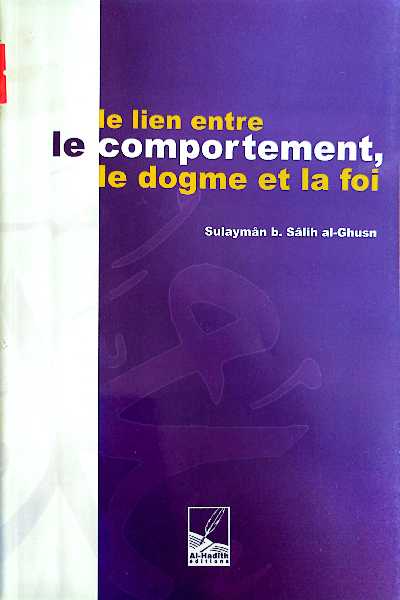 le lien entre
le comportement,
le dogme et la foi
Sulaymân b. Sâlih al-Ghusn
Al-Hadîth
éditions